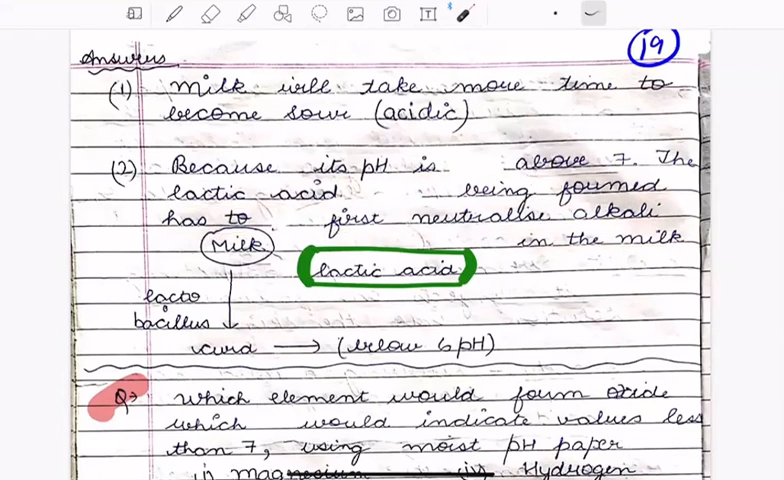 Answers
19
(1) Milk will take more time to
become sour (acidic)
(2) Because its pH is above 7. The
lactic acid being formed
has to first neutralise alkali
in the milk
Milk
lactic acid
lacto
bacillus
curd → (below 6 pH)
Q→ Which element would form oxide
which would indicate values less
than 7, using moist pH paper
i) magnesium (iv) Hydrogen